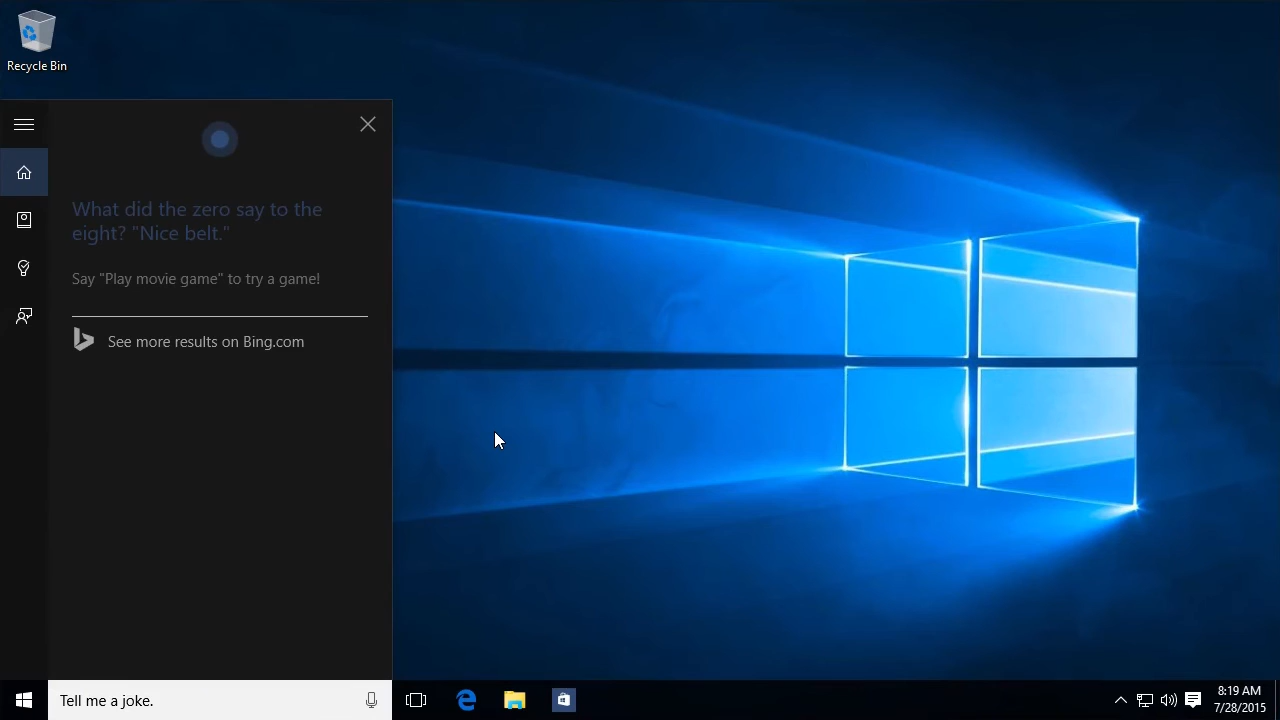 Recycle Bin
What did the zero say to the
eight? "Nice belt."
Say "Play movie game" to try a game!
See more results on Bing.com
Tell me a joke.
8:19 AM
7/28/2015